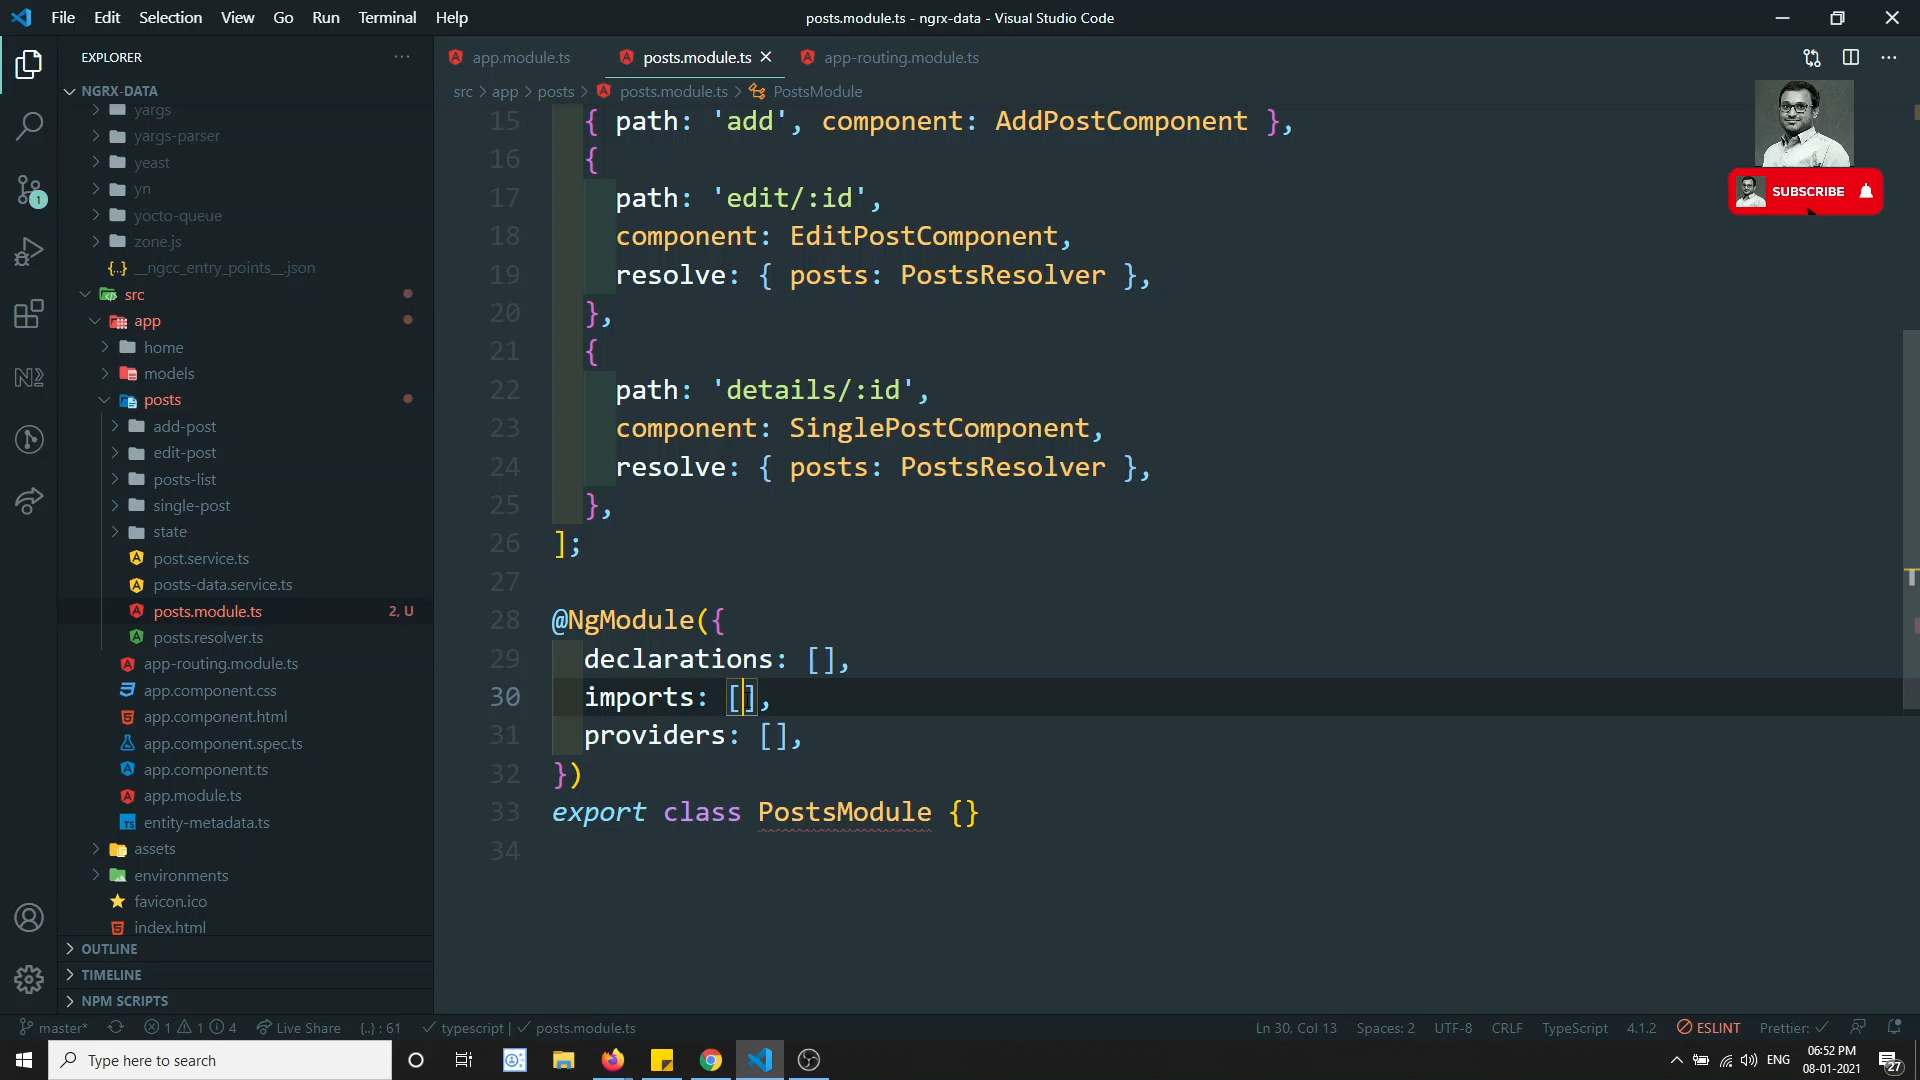 File Edit Selection View Go Run Terminal Help
posts.module.ts - ngrx-data - Visual Studio Code
EXPLORER
NGRX-DATA
yargs
yargs-parser
yeast
yn
yocto-queue
zone.js
{..} __ngcc_entry_points__.json
src
app
home
models
posts
add-post
edit-post
posts-list
single-post
state
post.service.ts
posts-data.service.ts
posts.module.ts 2, U
posts.resolver.ts
app-routing.module.ts
app.component.css
app.component.html
app.component.spec.ts
app.component.ts
app.module.ts
TS entity-metadata.ts
assets
environments
favicon.ico
index.html
OUTLINE
TIMELINE
NPM SCRIPTS
app.module.ts posts.module.ts app-routing.module.ts
src > app > posts > posts.module.ts > PostsModule
15 { path: 'add', component: AddPostComponent },
16 {
17 path: 'edit/:id',
18 component: EditPostComponent,
19 resolve: { posts: PostsResolver },
20 },
21 {
22 path: 'details/:id',
23 component: SinglePostComponent,
24 resolve: { posts: PostsResolver },
25 },
26 ];
27
28 @NgModule({
29 declarations: [],
30 imports: [],
31 providers: [],
32 })
33 export class PostsModule {}
34
SUBSCRIBE
1
master* 1 1 4 Live Share {..} : 61 typescript | posts.module.ts
Ln 30, Col 13 Spaces: 2 UTF-8 CRLF TypeScript 4.1.2 ESLINT Prettier:
Type here to search
ENG
06:52 PM
08-01-2021
27